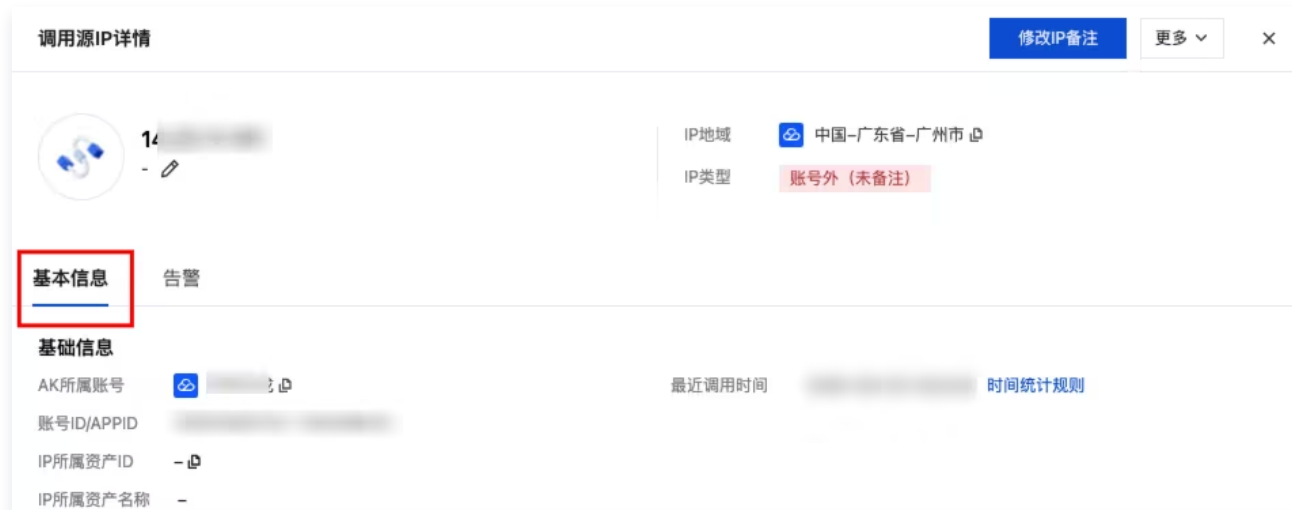 调用源IP详情
修改IP备注
更多
IP地域 中国-广东省-广州市
-
IP类型 账号外（未备注）
基本信息
告警
基础信息
AK所属账号
最近调用时间 时间统计规则
账号ID/APPID
IP所属资产ID -
IP所属资产名称 -